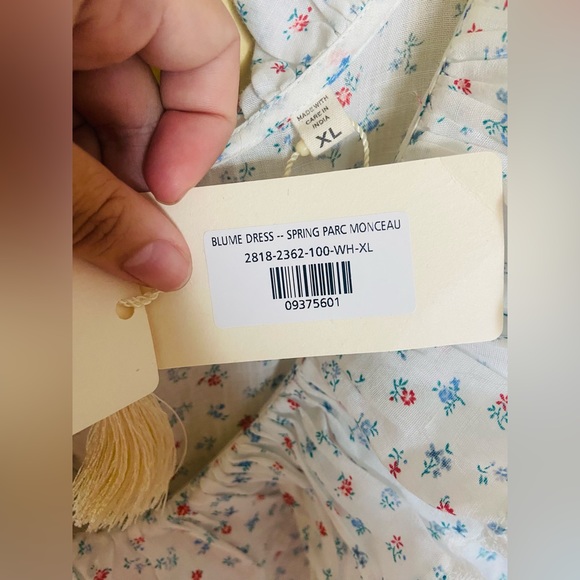 MADE WITH
CARE IN
INDIA
XL
BLUME DRESS -- SPRING PARC MONCEAU
2818-2362-100-WH-XL
09375601